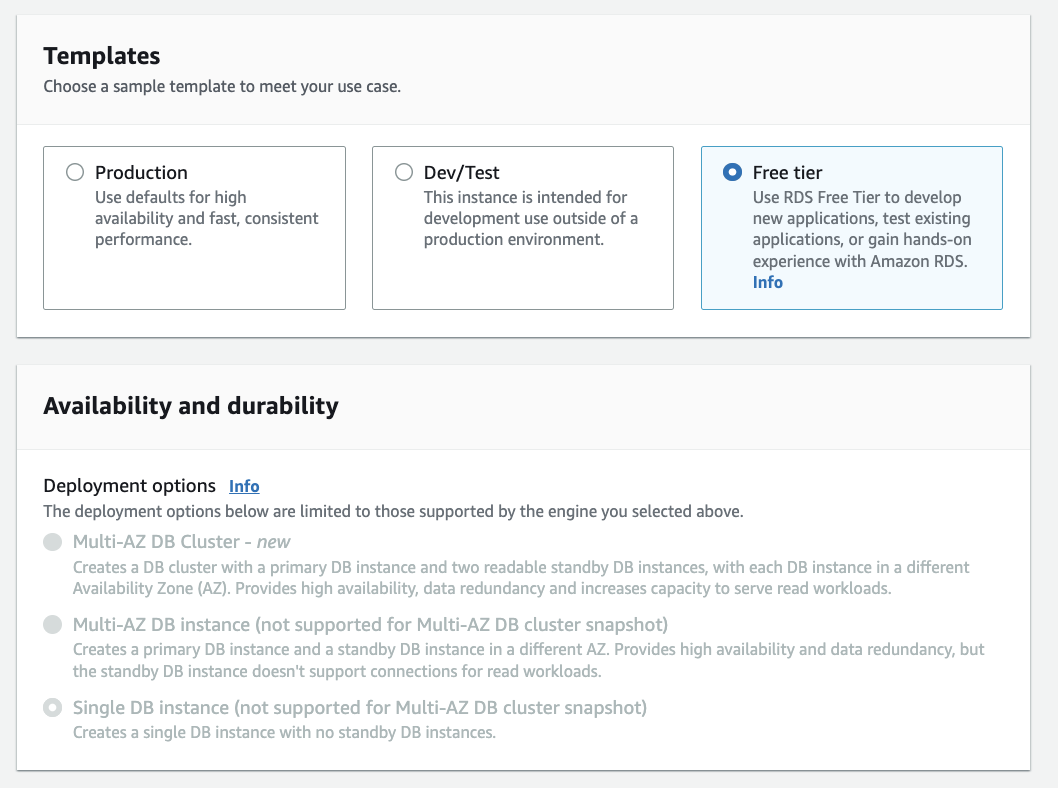 Templates
Choose a sample template to meet your use case.
Production
Use defaults for high
availability and fast, consistent
performance.
Dev/Test
This instance is intended for
development use outside of a
production environment.
Free tier
Use RDS Free Tier to develop
new applications, test existing
applications, or gain hands-on
experience with Amazon RDS.
Info
Availability and durability
Deployment options Info
The deployment options below are limited to those supported by the engine you selected above.
Multi-AZ DB Cluster - new
Creates a DB cluster with a primary DB instance and two readable standby DB instances, with each DB instance in a different
Availability Zone (AZ). Provides high availability, data redundancy and increases capacity to serve read workloads.
Multi-AZ DB instance (not supported for Multi-AZ DB cluster snapshot)
Creates a primary DB instance and a standby DB instance in a different AZ. Provides high availability and data redundancy, but
the standby DB instance doesn't support connections for read workloads.
Single DB instance (not supported for Multi-AZ DB cluster snapshot)
Creates a single DB instance with no standby DB instances.